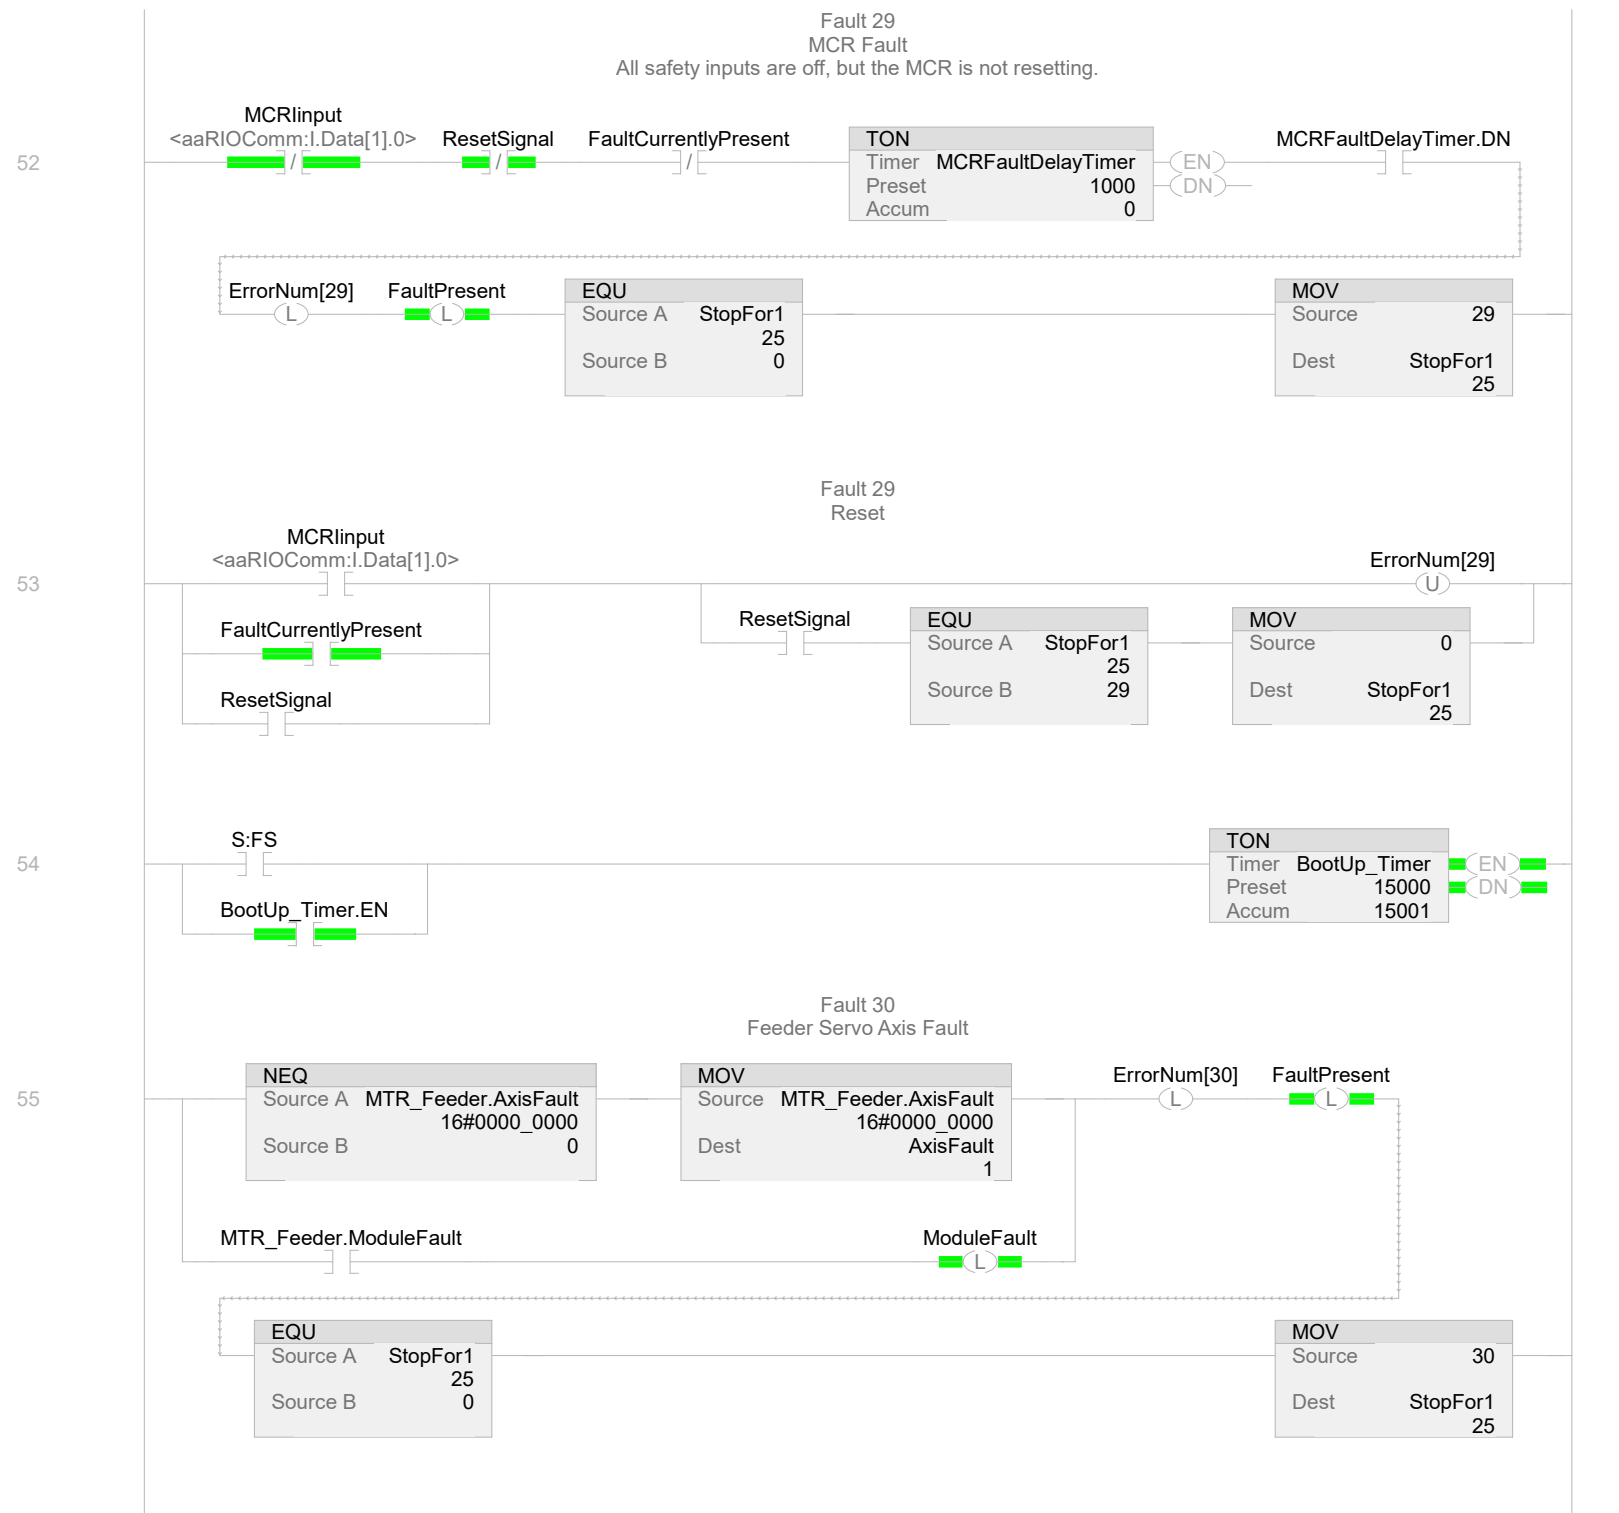 Fault 29
MCR Fault
All safety inputs are off, but the MCR is not resetting.
52
MCRIinput
<aaRIOComm:I.Data[1].0>
/
ResetSignal
/
FaultCurrentlyPresent
/
TON
Timer MCRFaultDelayTimer
Preset 1000
Accum 0
EN
DN
MCRFaultDelayTimer.DN
ErrorNum[29]
L
FaultPresent
L
EQU
Source A StopFor1
25
Source B 0
MOV
Source 29
Dest StopFor1
25
Fault 29
Reset
53
MCRIinput
<aaRIOComm:I.Data[1].0>
FaultCurrentlyPresent
ResetSignal
ErrorNum[29]
U
ResetSignal
EQU
Source A StopFor1
25
Source B 29
MOV
Source 0
Dest StopFor1
25
54
S:FS
BootUp_Timer.EN
TON
Timer BootUp_Timer
Preset 15000
Accum 15001
EN
DN
Fault 30
Feeder Servo Axis Fault
55
NEQ
Source A MTR_Feeder.AxisFault
16#0000_0000
Source B 0
MOV
Source MTR_Feeder.AxisFault
16#0000_0000
Dest AxisFault
1
ErrorNum[30]
L
FaultPresent
L
MTR_Feeder.ModuleFault
ModuleFault
L
EQU
Source A StopFor1
25
Source B 0
MOV
Source 30
Dest StopFor1
25